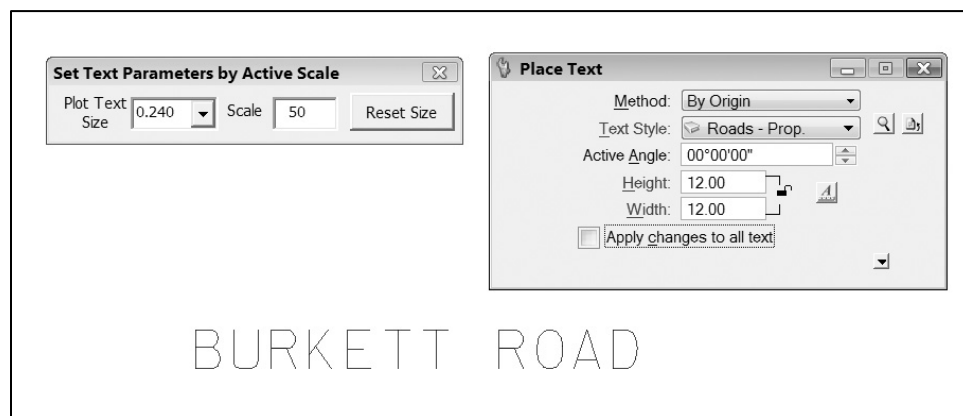 Set Text Parameters by Active Scale
Plot Text Size 0.240 Scale 50 Reset Size
Place Text
Method: By Origin
Text Style: Roads - Prop.
Active Angle: 00°00'00"
Height: 12.00
Width: 12.00
Apply changes to all text
BURKETT ROAD